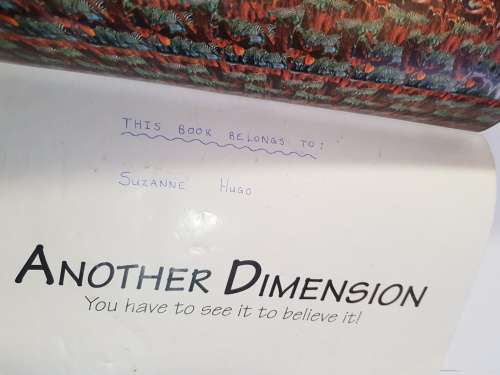 THIS BOOK BELONGS TO:
SUZANNE HUGO
ANOTHER DIMENSION
You have to see it to believe it!